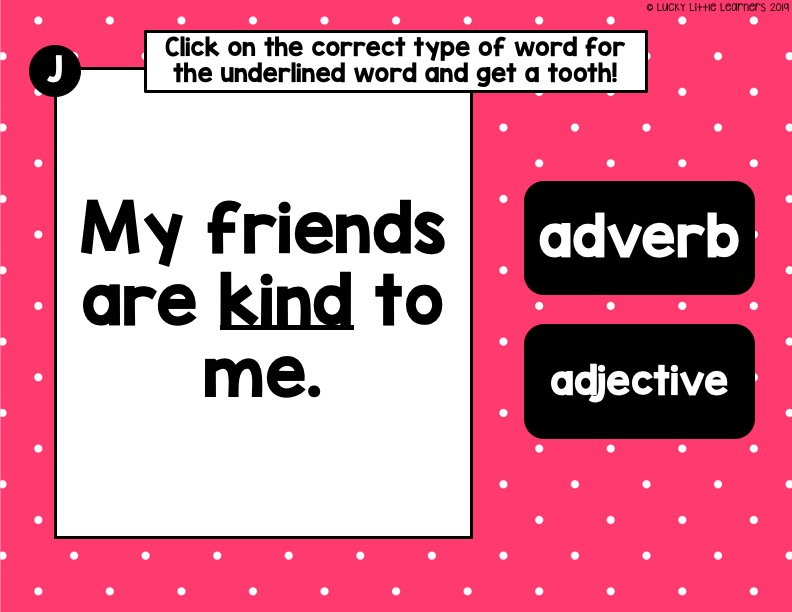 © Lucky Little Learners 2019
Click on the correct type of word for
the underlined word and get a tooth!
J
My friends
are kind to
me.
adverb
adjective